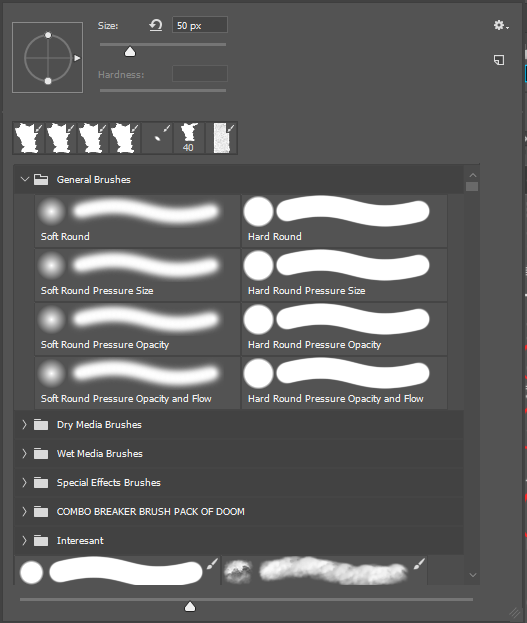 Size:
50 px
Hardness:
40
General Brushes
Soft Round
Hard Round
Soft Round Pressure Size
Hard Round Pressure Size
Soft Round Pressure Opacity
Hard Round Pressure Opacity
Soft Round Pressure Opacity and Flow
Hard Round Pressure Opacity and Flow
Dry Media Brushes
Wet Media Brushes
Special Effects Brushes
COMBO BREAKER BRUSH PACK OF DOOM
Interesant